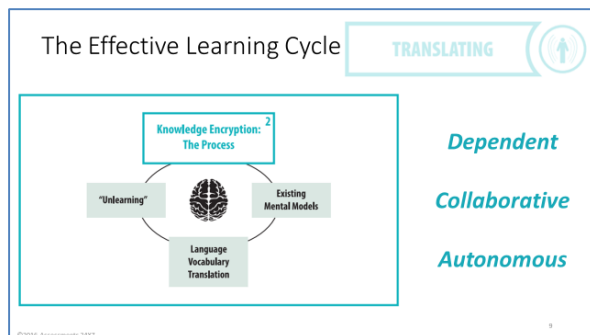 The Effective Learning Cycle
TRANSLATING
2
Knowledge Encryption:
The Process
"Unlearning"
Existing
Mental Models
Language
Vocabulary
Translation
Dependent
Collaborative
Autonomous
9